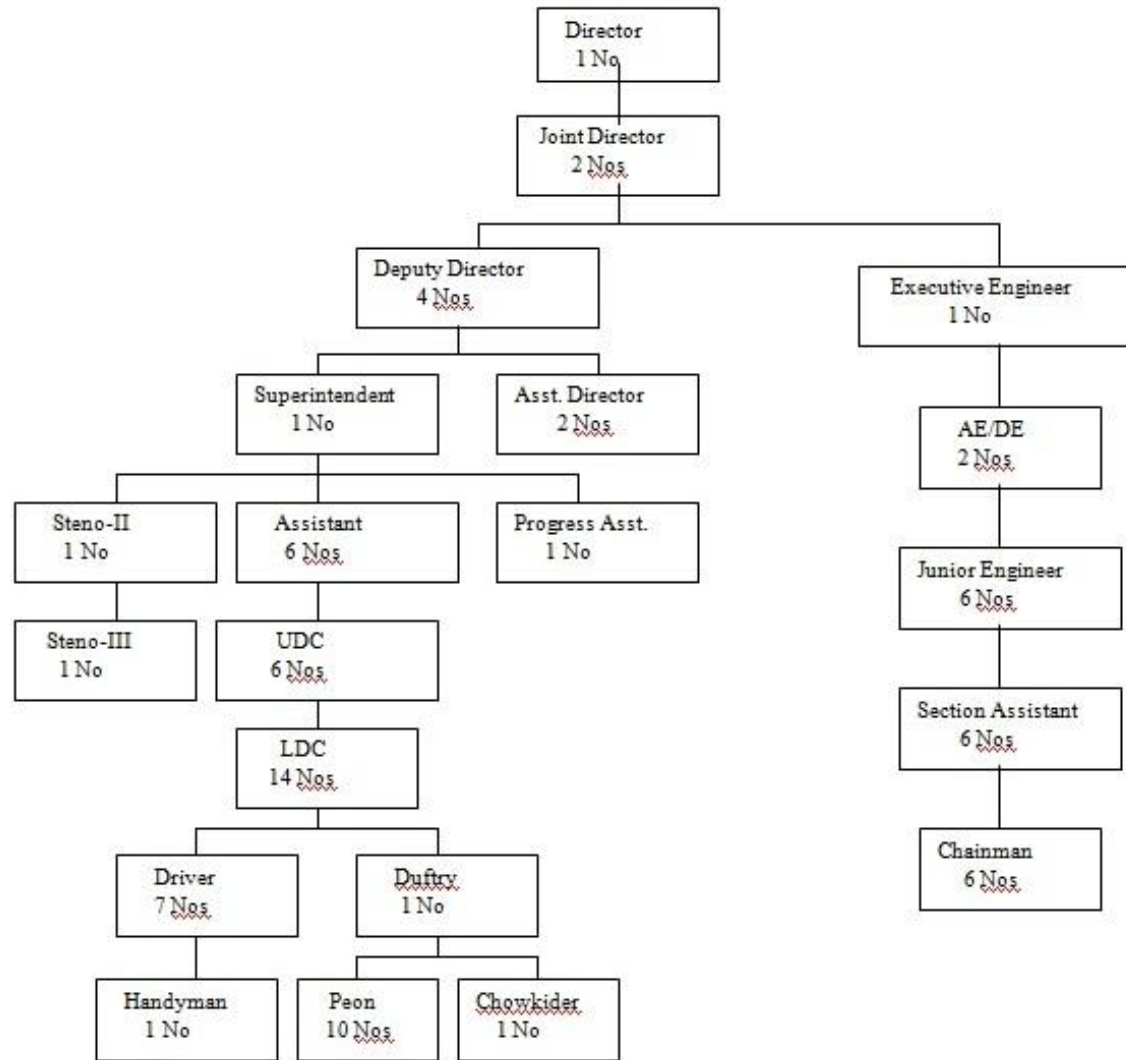 Director
1 No
Joint Director
2 Nos
Deputy Director
4 Nos
Executive Engineer
1 No
Superintendent
1 No
Asst. Director
2 Nos
AE/DE
2 Nos
Steno-II
1 No
Assistant
6 Nos
Progress Asst.
1 No
Junior Engineer
6 Nos
Steno-III
1 No
UDC
6 Nos
Section Assistant
6 Nos
LDC
14 Nos
Chainman
6 Nos
Driver
7 Nos
Duftry
1 No
Handyman
1 No
Peon
10 Nos
Chowkider
1 No